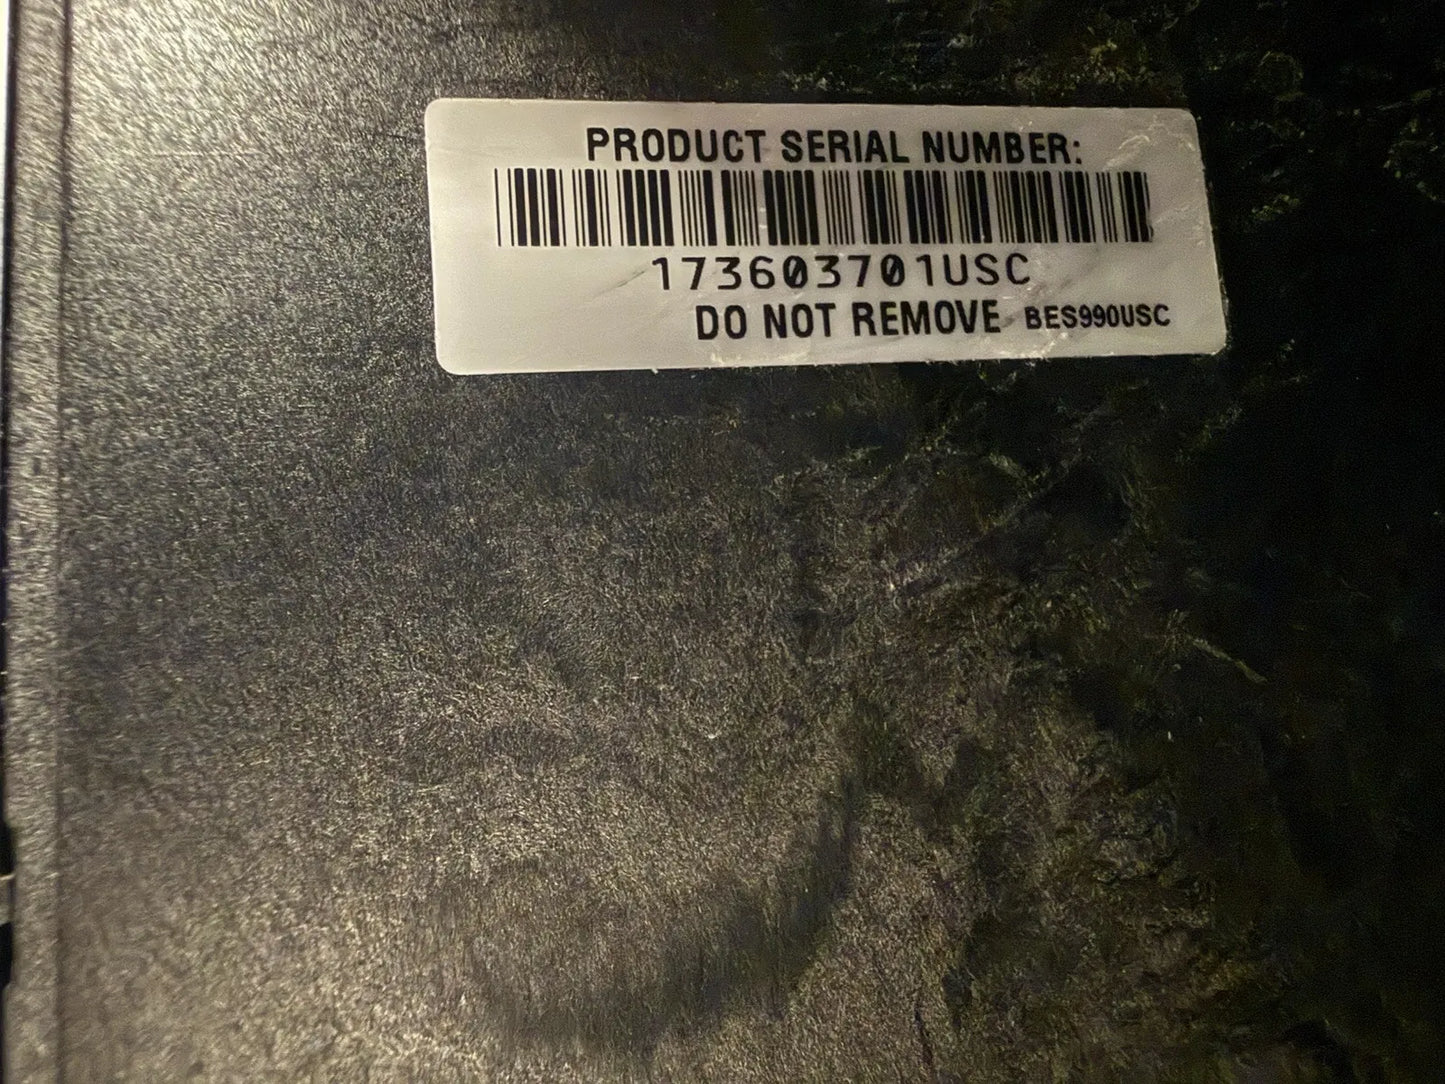 PRODUCT SERIAL NUMBER:
173603701USC
DO NOT REMOVE BES990USC